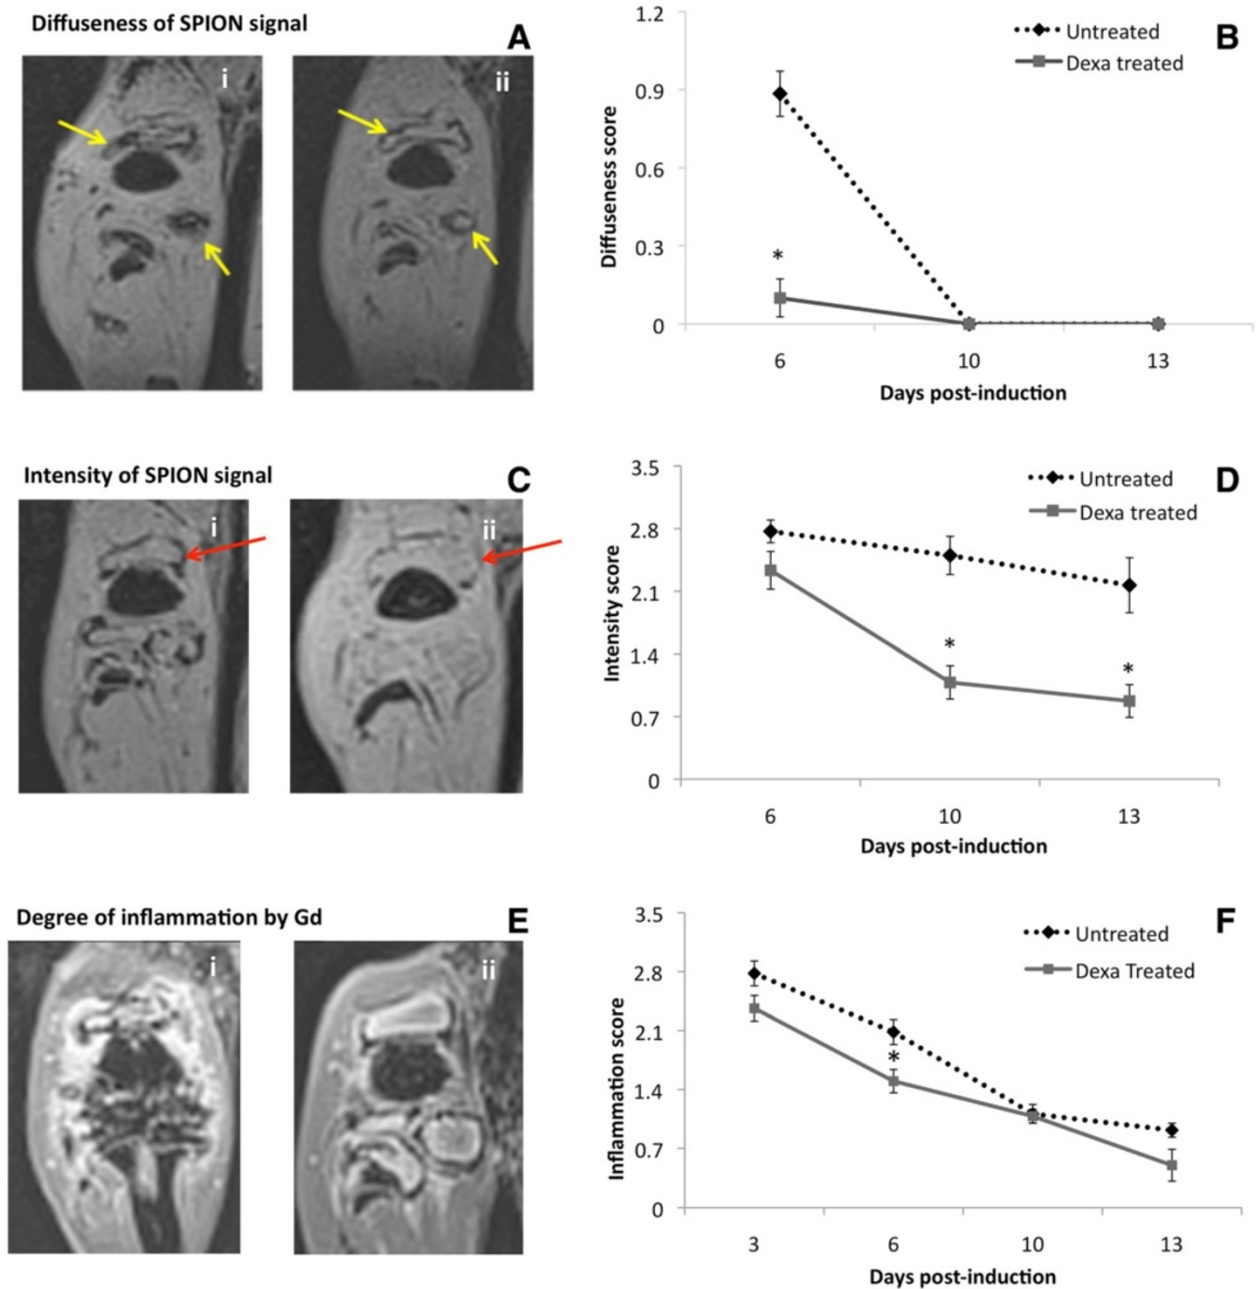 Diffuseness of SPION signal
A
i
ii
B
1.2
0.9
0.6
0.3
0
Diffuseness score
Untreated
Dexa treated
*
6
10
13
Days post-induction
Intensity of SPION signal
C
i
ii
D
3.5
2.8
2.1
1.4
0.7
0
Intensity score
Untreated
Dexa treated
*
*
6
10
13
Days post-induction
Degree of inflammation by Gd
E
i
ii
F
3.5
2.8
2.1
1.4
0.7
0
Inflammation score
Untreated
Dexa Treated
*
3
6
10
13
Days post-induction